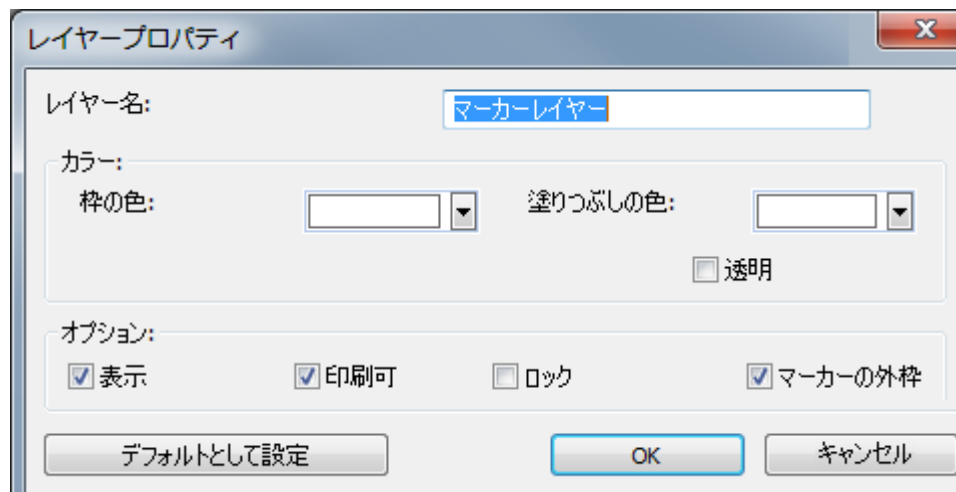 レイヤープロパティ
レイヤー名: マーカーレイヤー
カラー:
枠の色: 塗りつぶしの色:
透明
オプション:
表示 印刷可 ロック マーカーの外枠
デフォルトとして設定 OK キャンセル